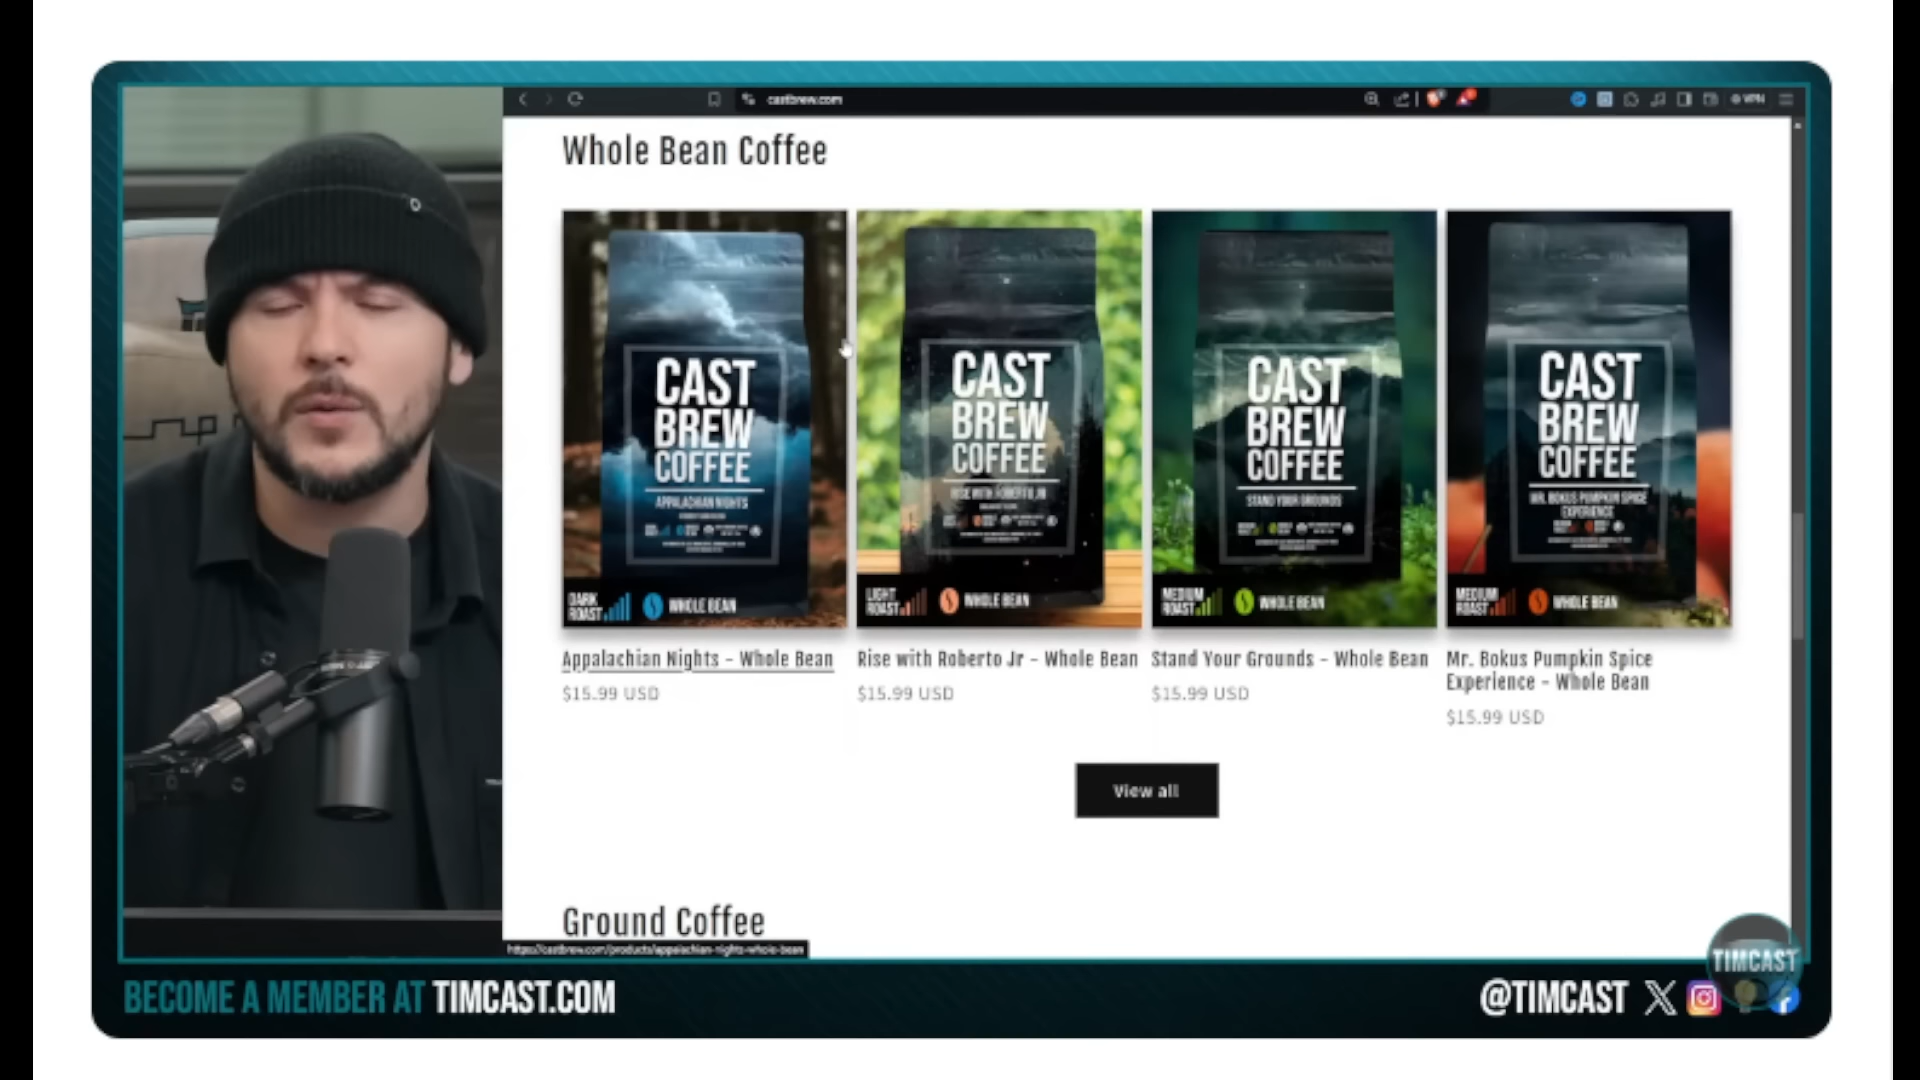 castbrew.com
VPN
Whole Bean Coffee
CAST
BREW
COFFEE
APPALACHIAN NIGHTS
DARK
ROAST
WHOLE BEAN
CAST
BREW
COFFEE
RISE WITH ROBERTO JR
LIGHT
ROAST
WHOLE BEAN
CAST
BREW
COFFEE
STAND YOUR GROUNDS
MEDIUM
ROAST
WHOLE BEAN
CAST
BREW
COFFEE
MR. BOKUS PUMPKIN SPICE
EXPERIENCE
MEDIUM
ROAST
WHOLE BEAN
Appalachian Nights - Whole Bean
$15.99 USD
Rise with Roberto Jr - Whole Bean
$15.99 USD
Stand Your Grounds - Whole Bean
$15.99 USD
Mr. Bokus Pumpkin Spice
Experience - Whole Bean
$15.99 USD
View all
Ground Coffee
https://castbrew.com/products/appalachian-nights-whole-bean
TIMCAST
BECOME A MEMBER AT TIMCAST.COM
@TIMCAST